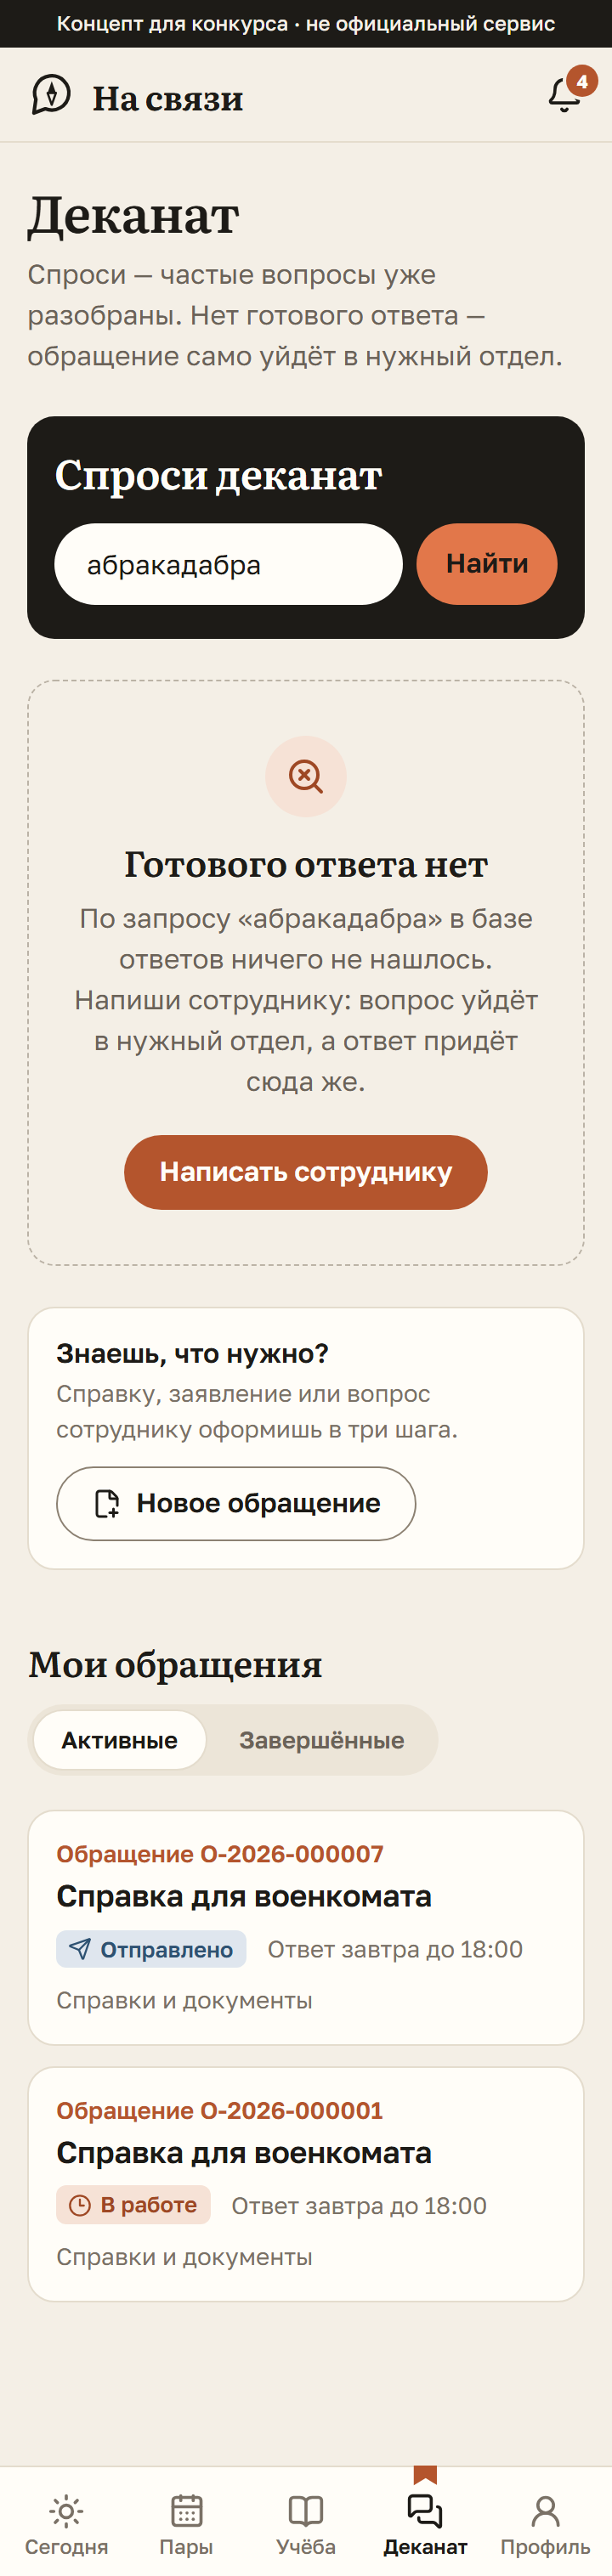 Концепт для конкурса · не официальный сервис
На связи
4
Деканат
Спроси — частые вопросы уже
разобраны. Нет готового ответа —
обращение само уйдёт в нужный отдел.
Спроси деканат
абракадабра
Найти
Готового ответа нет
По запросу «абракадабра» в базе
ответов ничего не нашлось.
Напиши сотруднику: вопрос уйдёт
в нужный отдел, а ответ придёт
сюда же.
Написать сотруднику
Знаешь, что нужно?
Справку, заявление или вопрос
сотруднику оформишь в три шага.
Новое обращение
Мои обращения
Активные
Завершённые
Обращение О-2026-000007
Справка для военкомата
Отправлено
Ответ завтра до 18:00
Справки и документы
Обращение О-2026-000001
Справка для военкомата
В работе
Ответ завтра до 18:00
Справки и документы
Сегодня
Пары
Учёба
Деканат
Профиль